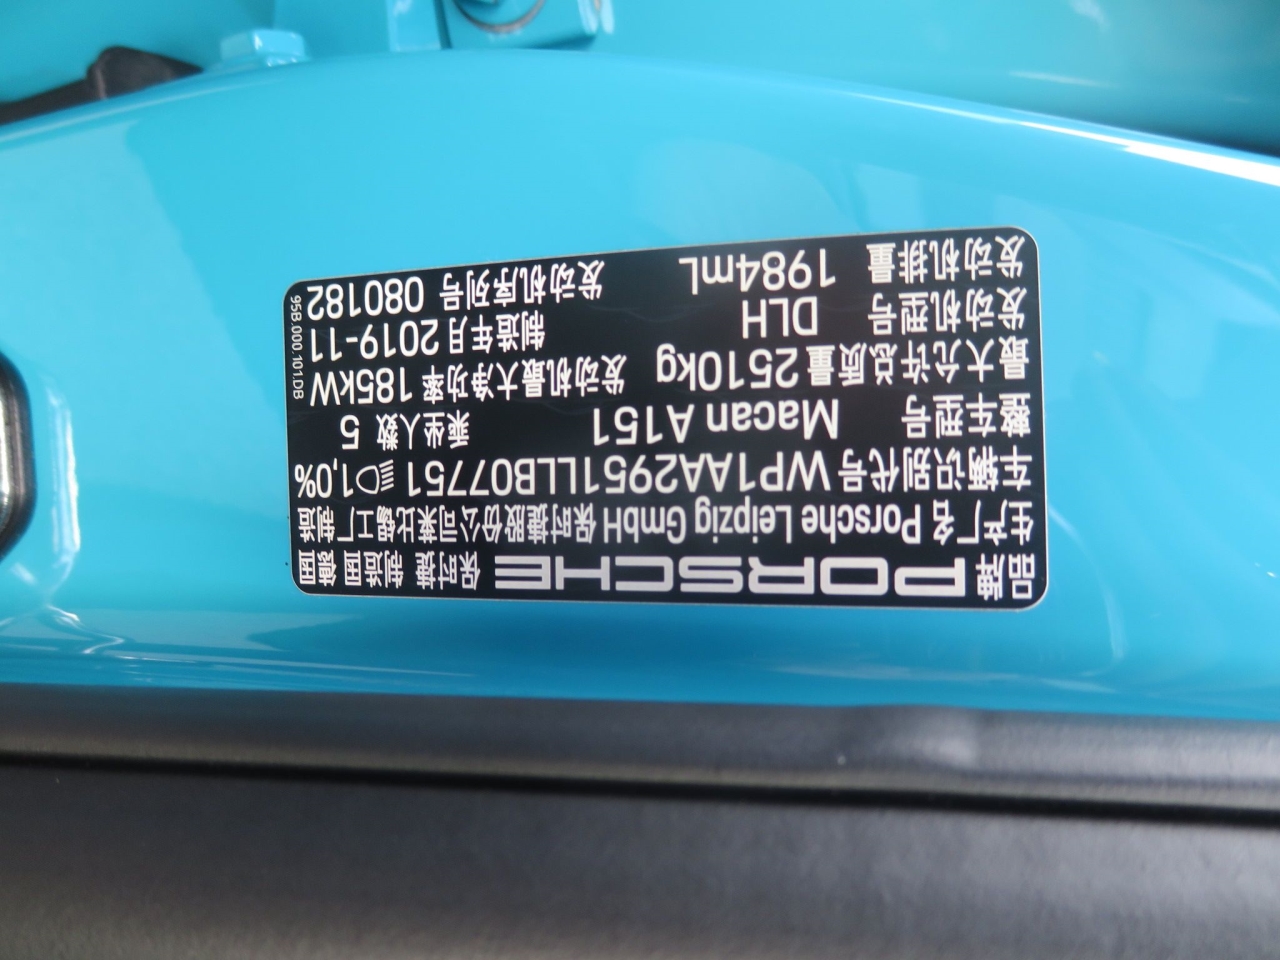 品牌 PORSCHE 保时捷 制造国 德国
生产厂名 Porsche Leipzig GmbH 保时捷股份公司莱比锡工厂制造
车辆识别代号 WP1AA2951LLB07751 1,0%
整车型号 Macan A151 乘坐人数 5
最大允许总质量 2510kg 发动机最大净功率 185kW
发动机型号 DLH 制造年月 2019-11
发动机排量 1984mL 发动机序列号 080182
95B.000.101.DB